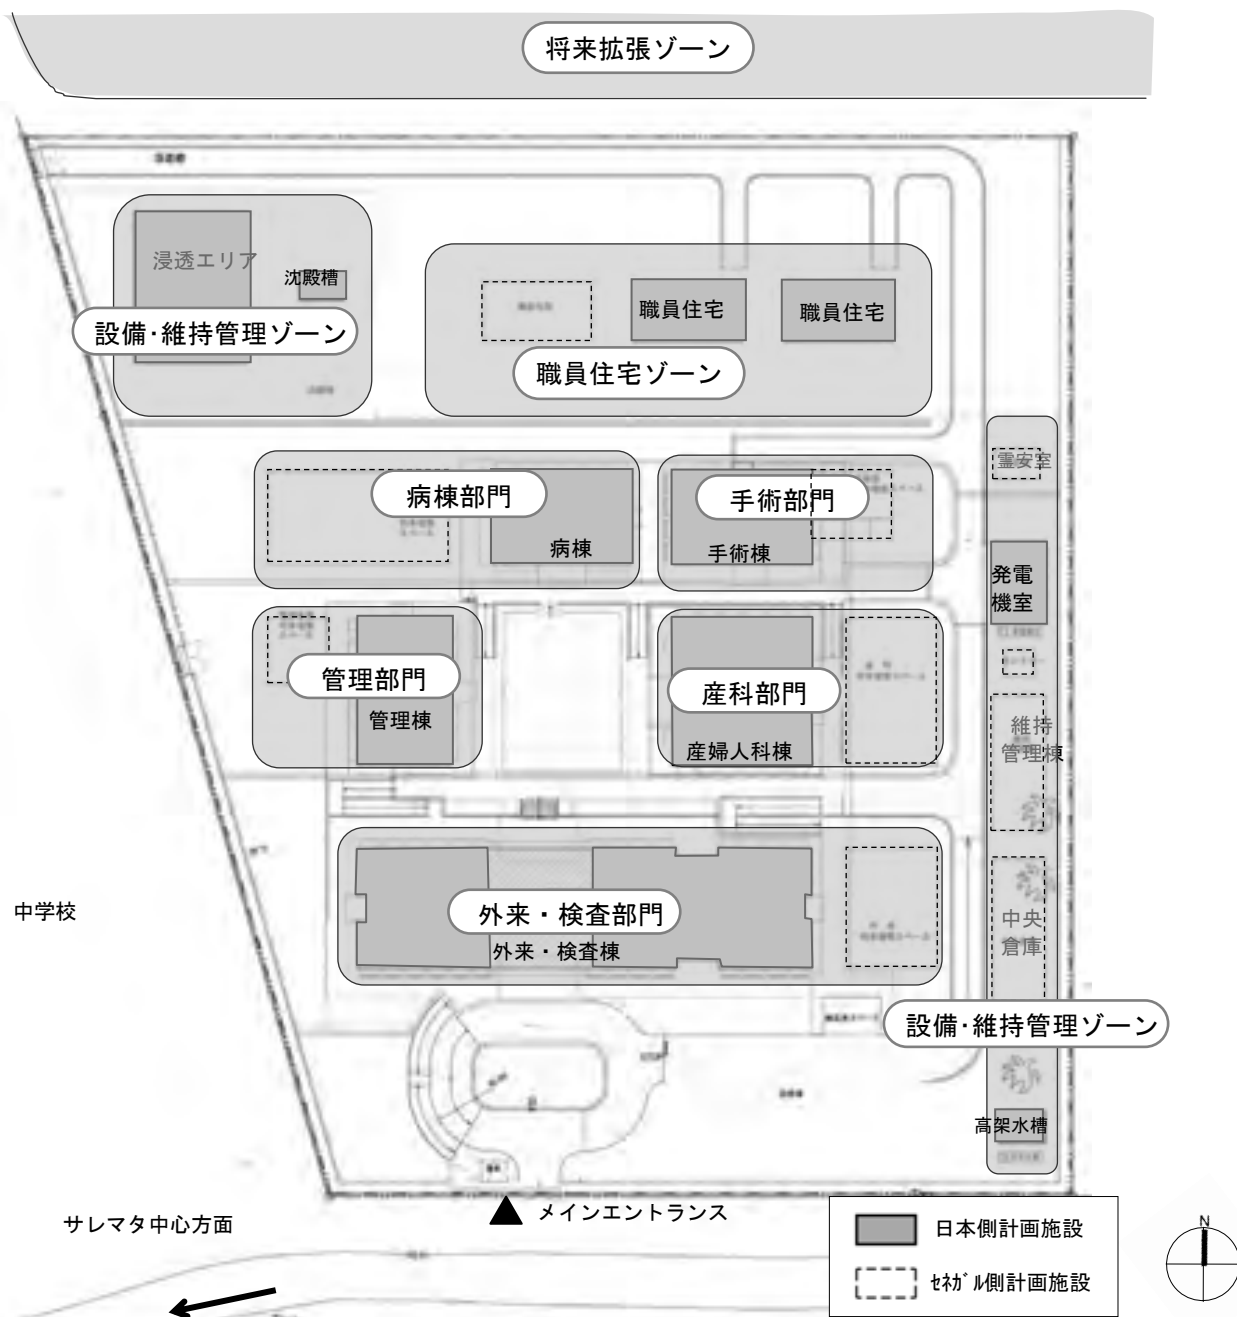 将来拡張ゾーン
浸透エリア
沈殿槽
設備･維持管理ゾーン
職員住宅
職員住宅
職員住宅ゾーン
病棟部門
病棟
手術部門
手術棟
霊安室
発電
機室
管理部門
管理棟
産科部門
産婦人科棟
維持
管理棟
外来・検査部門
外来・検査棟
中央
倉庫
中学校
設備･維持管理ゾーン
高架水槽
サレマタ中心方面
メインエントランス
日本側計画施設
ｾﾈｶﾞﾙ側計画施設
N